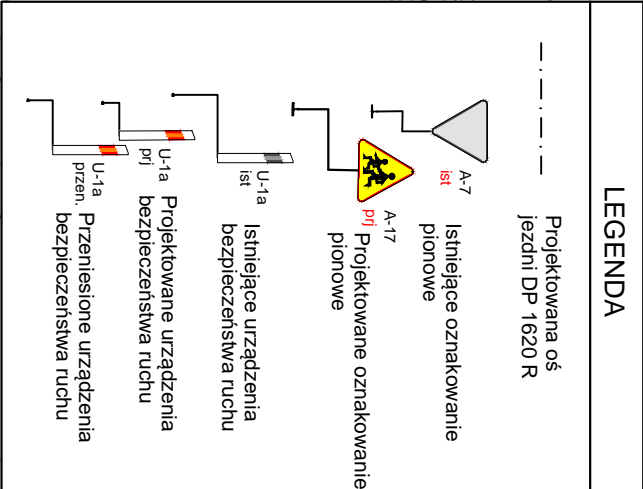 LEGENDA
Projektowana oś
jezdni DP 1620 R
A-7
ist
Istniejące oznakowanie
pionowe
A-17
prj
Projektowane oznakowanie
pionowe
U-1a
ist
Istniejące urządzenia
bezpieczeństwa ruchu
U-1a
prj
Projektowane urządzenia
bezpieczeństwa ruchu
U-1a
przen.
Przeniesione urządzenia
bezpieczeństwa ruchu